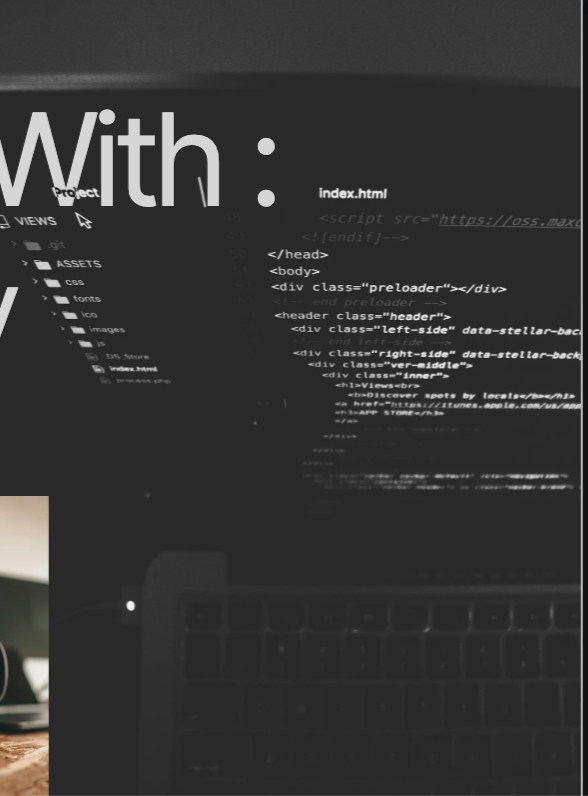 With :
Project
index.html
VIEWS
<script src="https://oss.maxc
.git
<![endif]-->
ASSETS
</head>
css
<body>
fonts
<div class="preloader"></div>
ico
<!-- end preloader -->
images
<header class="header">
js
<div class="left-side" data-stellar-back
.DS_Store
<!-- end left-side -->
index.html
<div class="right-side" data-stellar-back
process.php
<div class="ver-middle">
<div class="inner">
<h1>Views<br>
<b>Discover spots by locals</b></h1>
<a href="https://itunes.apple.com/us/app
<h3>APP STORE</h3>
</a>
</div>
</div>
</div>
y